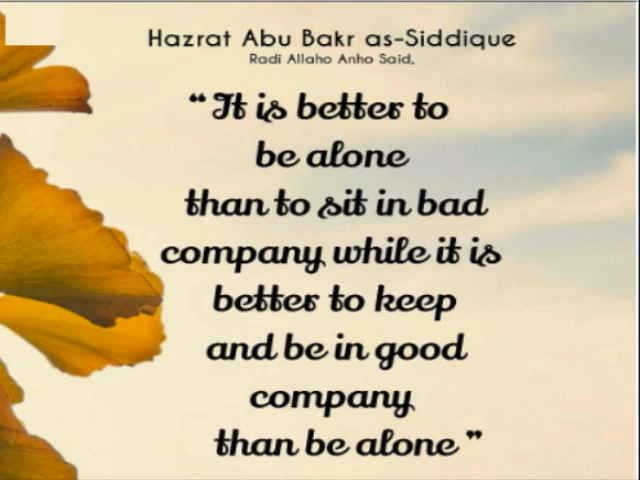 Hazrat Abu Bakr as-Siddique
Radi Allaho Anho Said,
“It is better to
be alone
than to sit in bad
company while it is
better to keep
and be in good
company
than be alone”